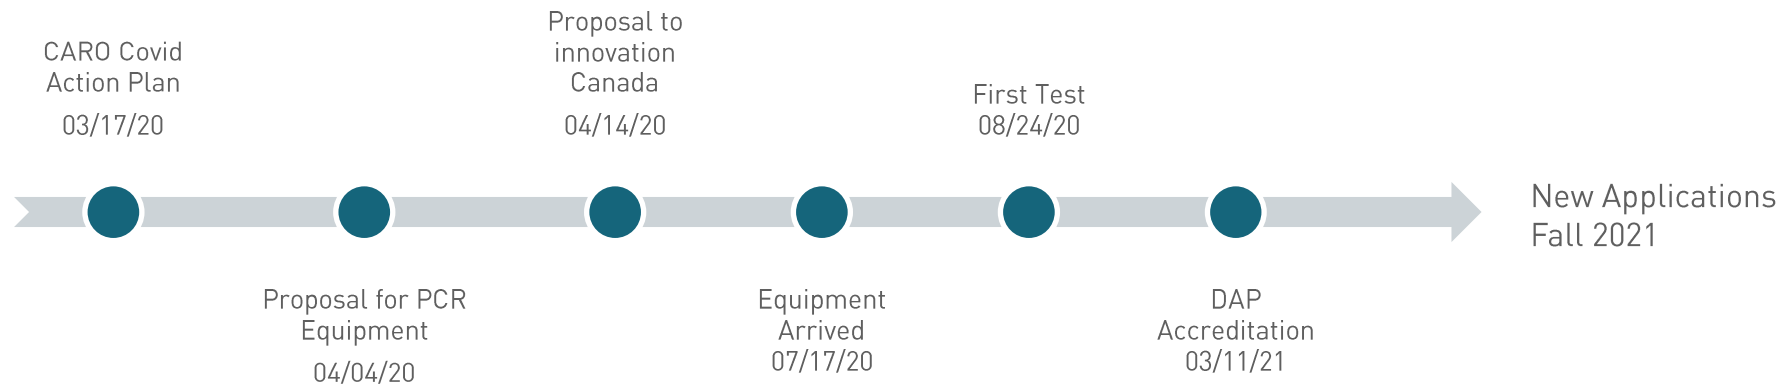 CARO Covid
Action Plan
03/17/20
Proposal for PCR
Equipment
04/04/20
Proposal to
innovation
Canada
04/14/20
Equipment
Arrived
07/17/20
First Test
08/24/20
DAP
Accreditation
03/11/21
New Applications
Fall 2021